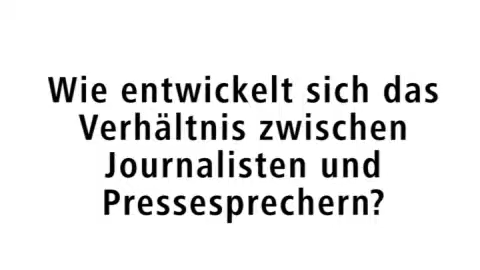 Wie entwickelt sich das
Verhältnis zwischen
Journalisten und
Pressesprechern?